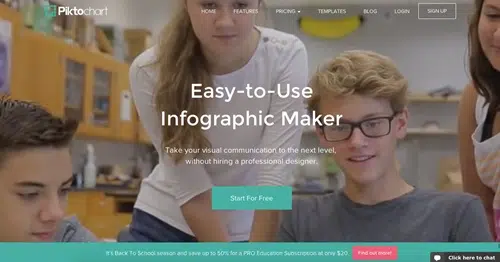 Piktochart
HOME FEATURES PRICING TEMPLATES BLOG LOGIN SIGN UP
Easy-to-Use
Infographic Maker
Take your visual communication to the next level,
without hiring a professional designer.
Start For Free
It's Back To School season and save up to 50% for a PRO Education Subscription at only $20. Find out more!
Click here to chat